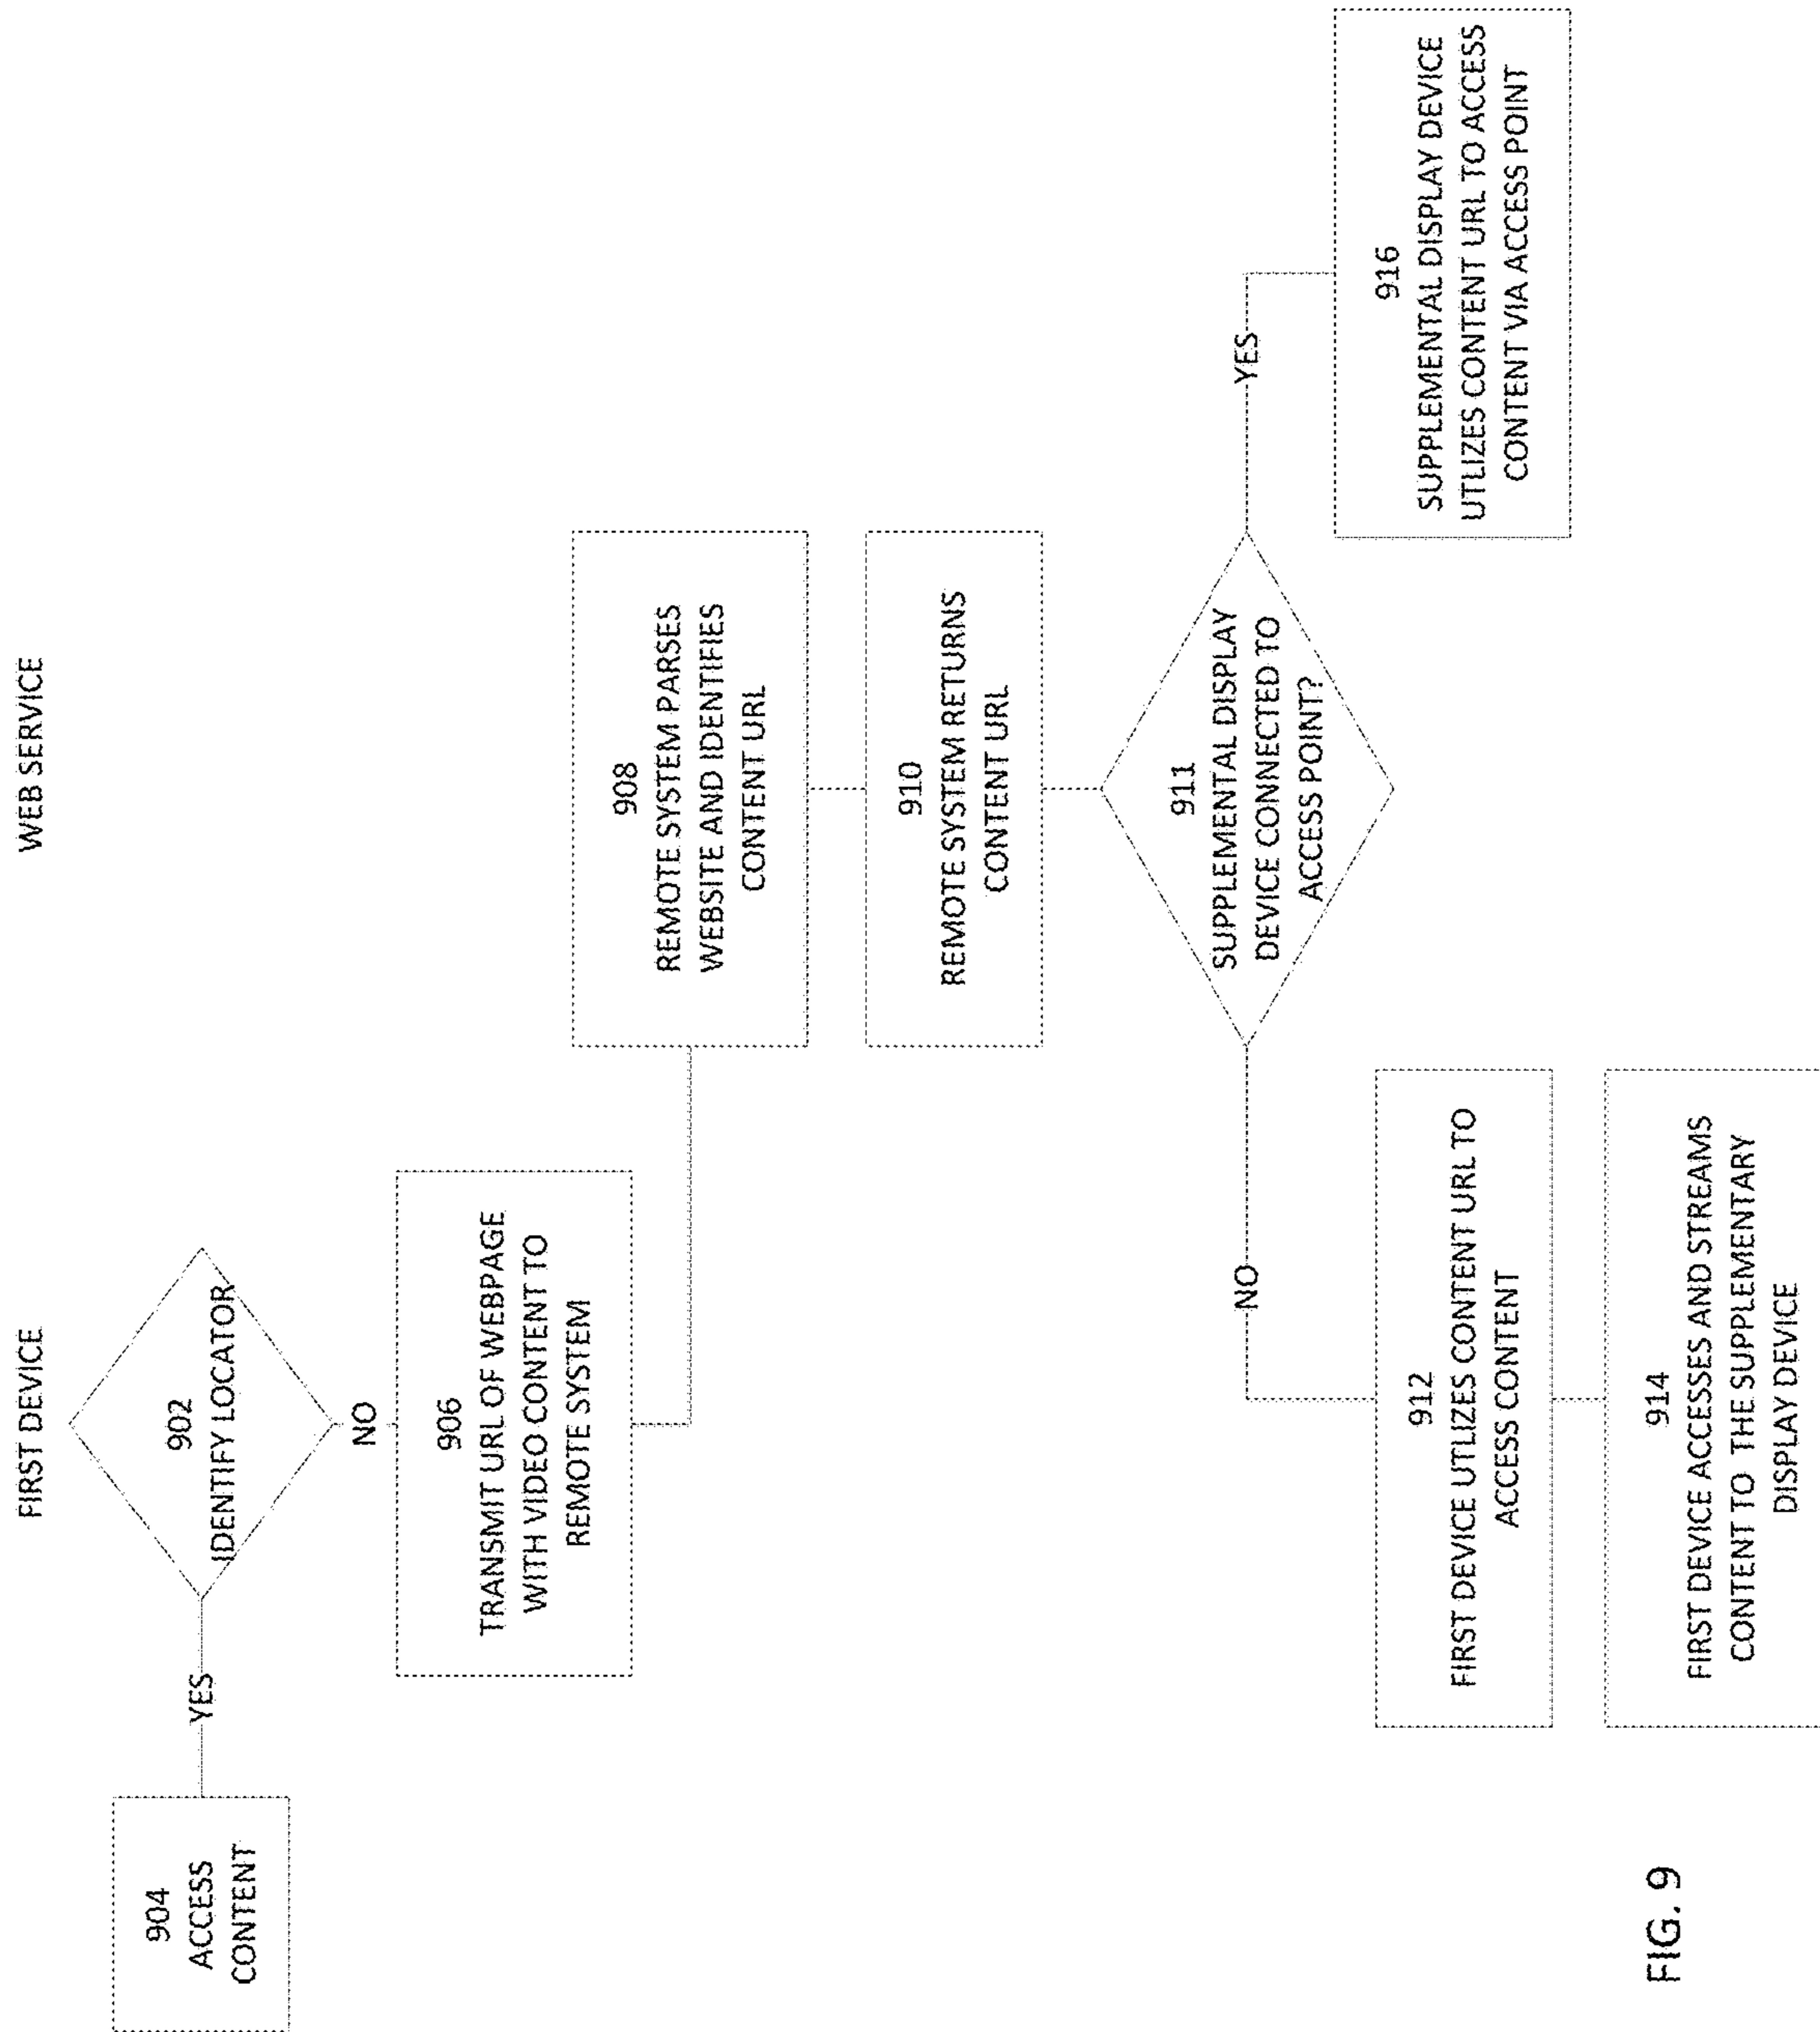 FIRST DEVICE
WEB SERVICE
902
IDENTIFY LOCATOR
YES
904
ACCESS
CONTENT
NO
906
TRANSMIT URL OF WEBPAGE
WITH VIDEO CONTENT TO
REMOTE SYSTEM
908
REMOTE SYSTEM PARSES
WEBSITE AND IDENTIFIES
CONTENT URL
910
REMOTE SYSTEM RETURNS
CONTENT URL
911
SUPPLEMENTAL DISPLAY
DEVICE CONNECTED TO
ACCESS POINT?
NO
YES
912
FIRST DEVICE UTLIZES CONTENT URL TO
ACCESS CONTENT
914
FIRST DEVICE ACCESSES AND STREAMS
CONTENT TO THE SUPPLEMENTARY
DISPLAY DEVICE
916
SUPPLEMENTAL DISPLAY DEVICE
UTLIZES CONTENT URL TO ACCESS
CONTENT VIA ACCESS POINT
FIG. 9